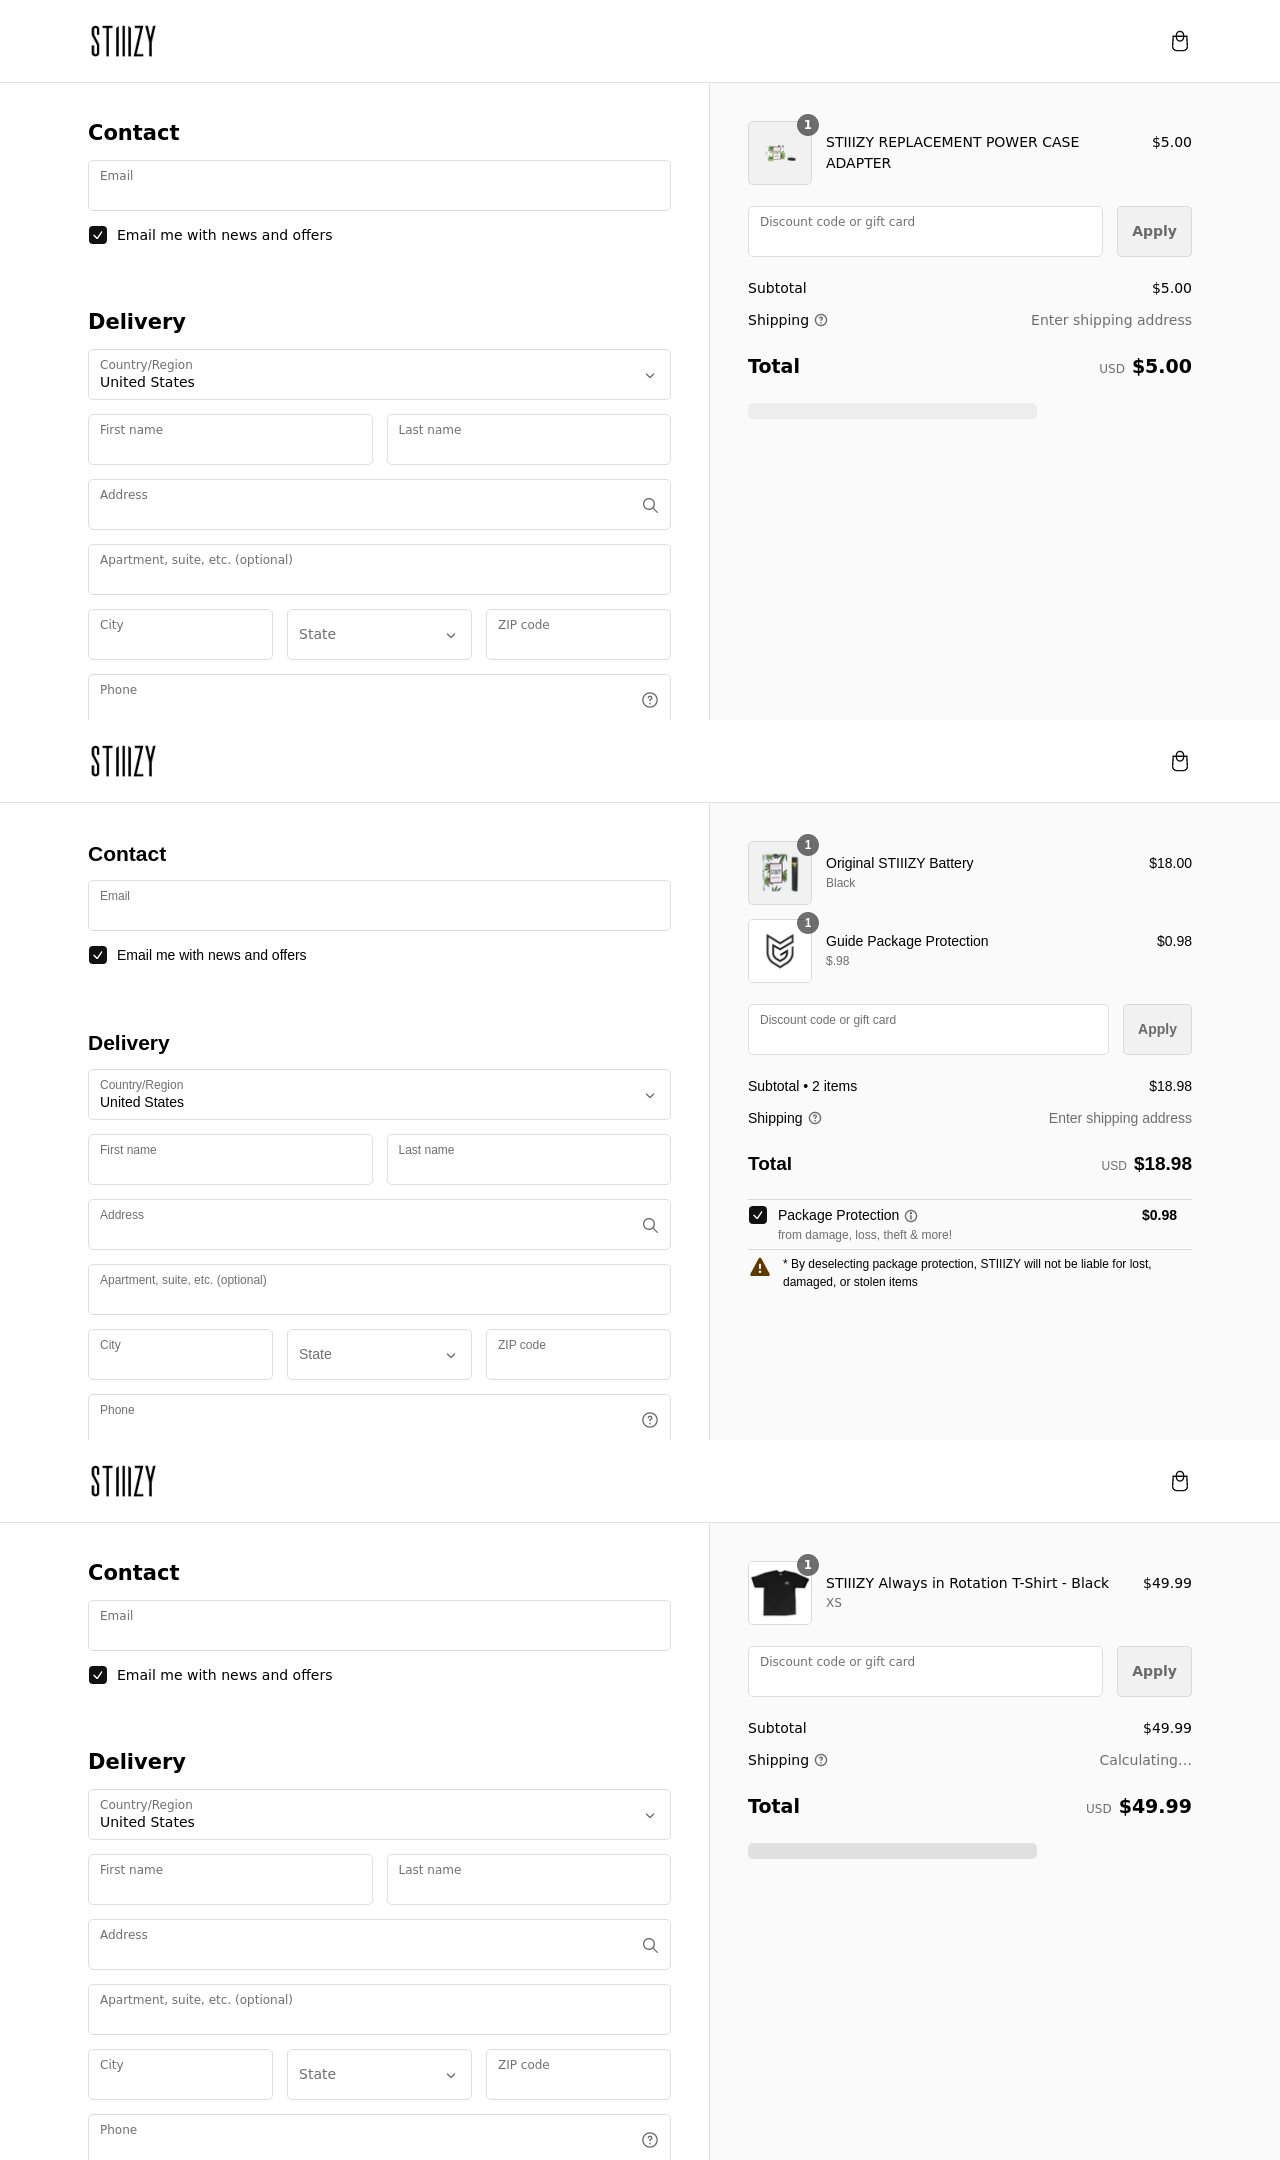 STIIIZY
Contact
Email
Email me with news and offers
Delivery
Country/Region
United States
First name
Last name
Address
Apartment, suite, etc. (optional)
City
State
ZIP code
Phone
1
STIIIZY REPLACEMENT POWER CASE
ADAPTER
$5.00
Discount code or gift card
Apply
Subtotal
$5.00
Shipping
Enter shipping address
Total
USD $5.00
STIIIZY
Contact
Email
Email me with news and offers
Delivery
Country/Region
United States
First name
Last name
Address
Apartment, suite, etc. (optional)
City
State
ZIP code
Phone
1
Original STIIIZY Battery
$18.00
Black
1
Guide Package Protection
$0.98
$.98
Discount code or gift card
Apply
Subtotal • 2 items
$18.98
Shipping
Enter shipping address
Total
USD $18.98
Package Protection
$0.98
from damage, loss, theft & more!
* By deselecting package protection, STIIIZY will not be liable for lost,
damaged, or stolen items
STIIIZY
Contact
Email
Email me with news and offers
Delivery
Country/Region
United States
First name
Last name
Address
Apartment, suite, etc. (optional)
City
State
ZIP code
Phone
1
STIIIZY Always in Rotation T-Shirt - Black
$49.99
XS
Discount code or gift card
Apply
Subtotal
$49.99
Shipping
Calculating...
Total
USD $49.99